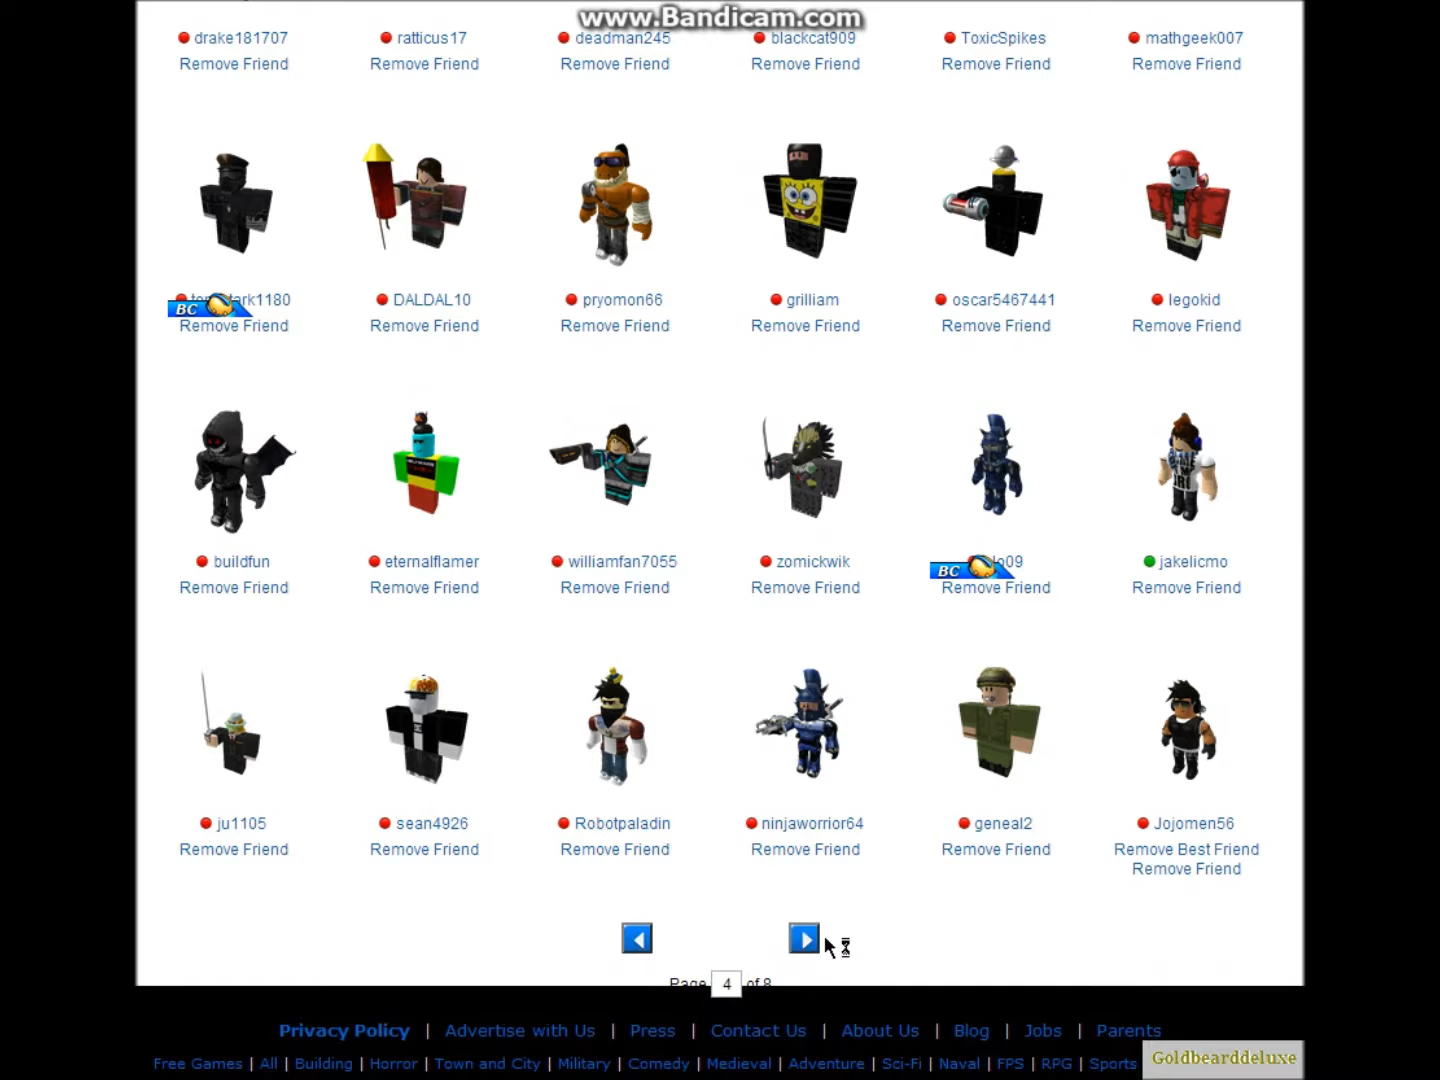 www.Bandicam.com
drake181707 ratticus17 deadman245 blackcat909 ToxicSpikes mathgeek007
Remove Friend Remove Friend Remove Friend Remove Friend Remove Friend Remove Friend
DALDAL10 pryomon66 grilliam oscar5467441 legokid
BC
Remove Friend Remove Friend Remove Friend Remove Friend Remove Friend Remove Friend
buildfun eternalflamer williamfan7055 zomickwik jakelicmo
BC
Remove Friend Remove Friend Remove Friend Remove Friend Remove Friend Remove Friend
ju1105 sean4926 Robotpaladin ninjaworrior64 geneal2 Jojomen56
Remove Friend Remove Friend Remove Friend Remove Friend Remove Friend Remove Best Friend
Remove Friend
Page 4 of 8
Privacy Policy | Advertise with Us | Press | Contact Us | About Us | Blog | Jobs | Parents
Free Games | All | Building | Horror | Town and City | Military | Comedy | Medieval | Adventure | Sci-Fi | Naval | FPS | RPG | Sports
Goldbearddeluxe